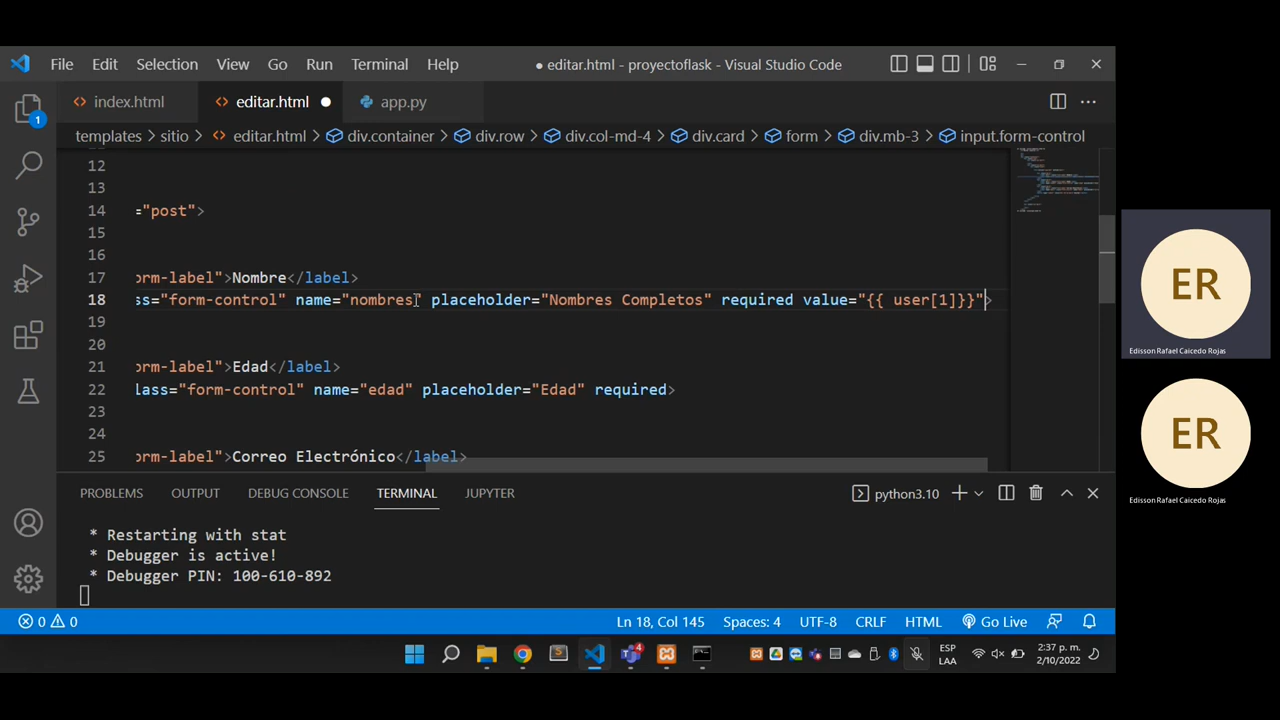 File Edit Selection View Go Run Terminal Help
● editar.html - proyectoflask - Visual Studio Code
index.html editar.html ● app.py
templates > sitio > editar.html > div.container > div.row > div.col-md-4 > div.card > form > div.mb-3 > input.form-control
1
12
13
14 ="post">
15
16
17 orm-label">Nombre</label>
18 ss="form-control" name="nombres" placeholder="Nombres Completos" required value="{{ user[1]}}">
19
20
21 orm-label">Edad</label>
22 lass="form-control" name="edad" placeholder="Edad" required>
23
24
25 orm-label">Correo Electrónico</label>
PROBLEMS OUTPUT DEBUG CONSOLE TERMINAL JUPYTER python3.10
* Restarting with stat
* Debugger is active!
* Debugger PIN: 100-610-892
0 0 Ln 18, Col 145 Spaces: 4 UTF-8 CRLF HTML Go Live
4 ESP LAA 2:37 p. m. 2/10/2022
ER
Edisson Rafael Caicedo Rojas
ER
Edisson Rafael Caicedo Rojas